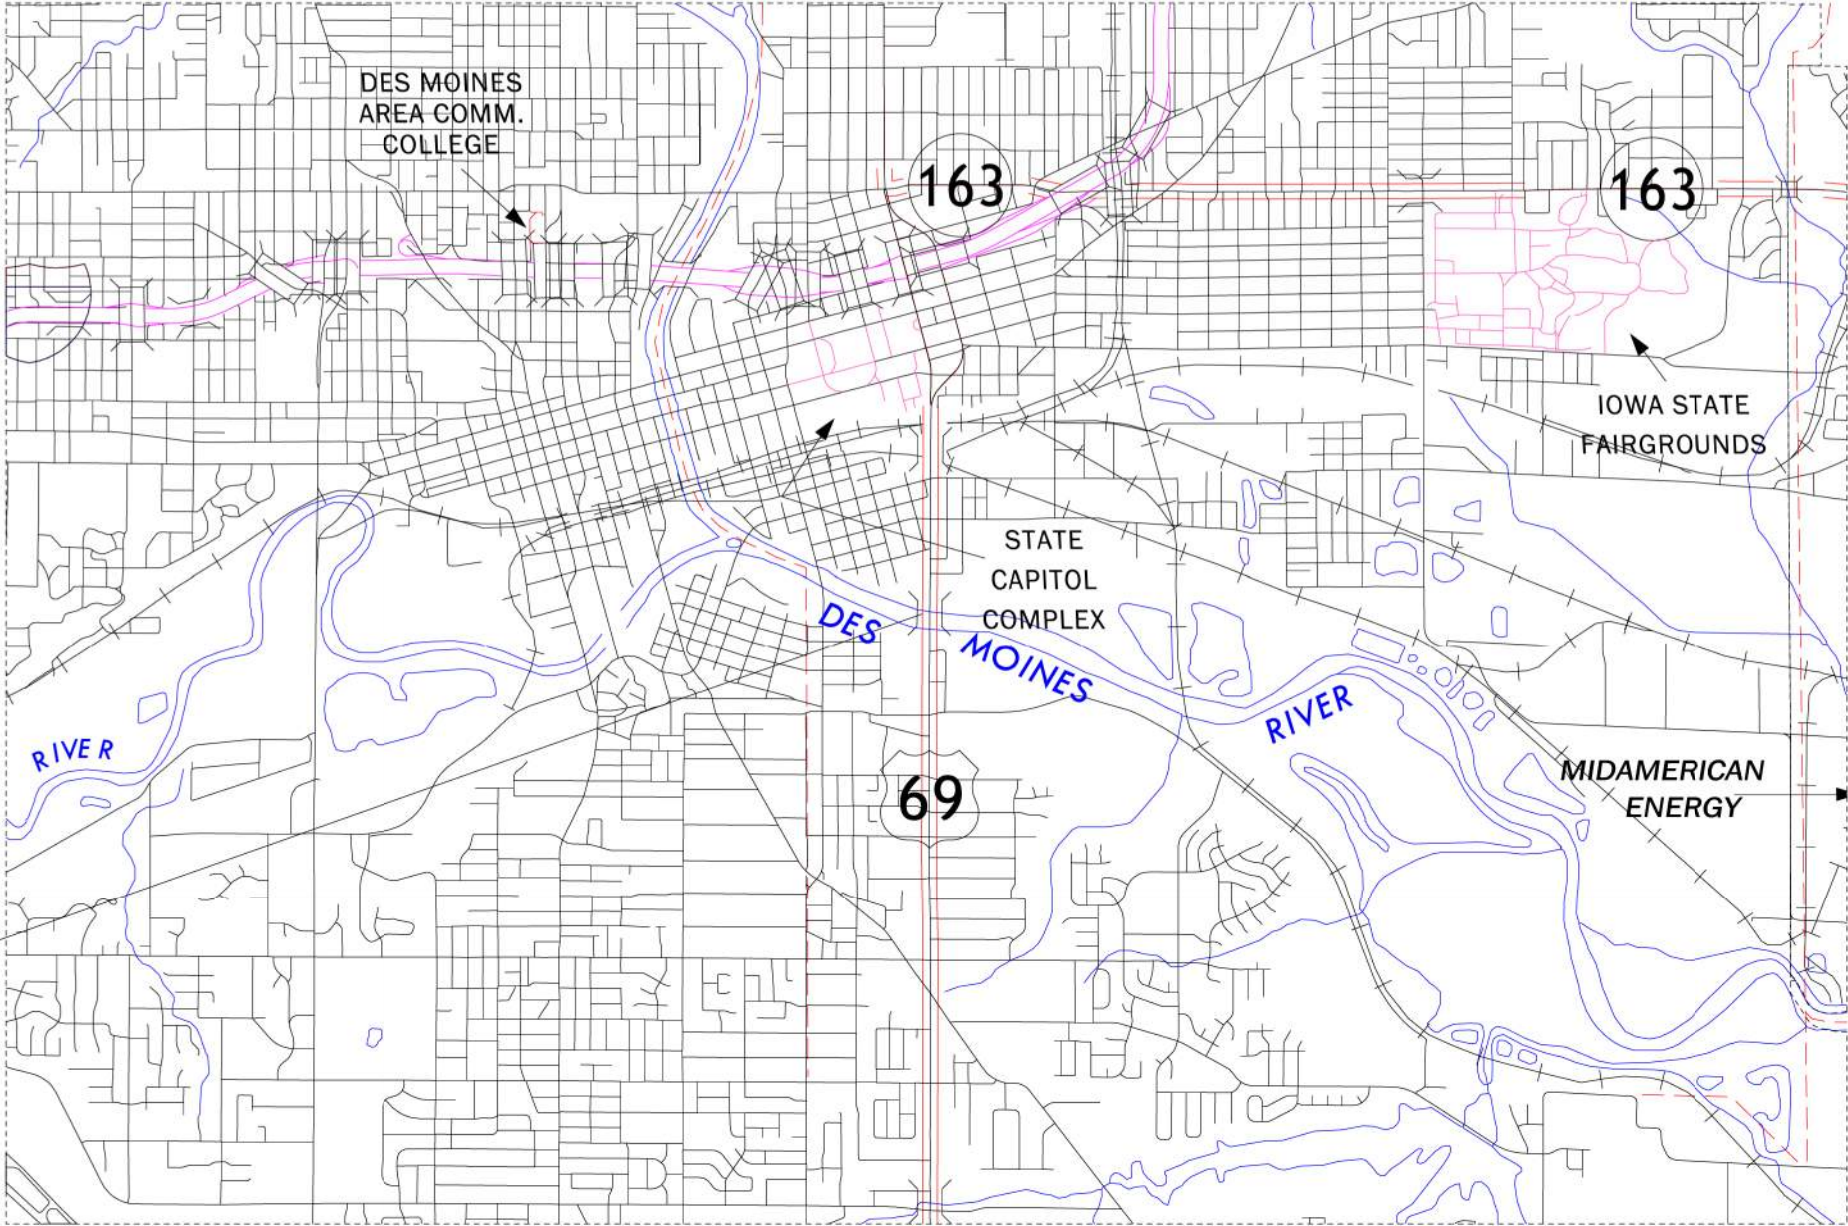 DES MOINES
AREA COMM.
COLLEGE
163
163
IOWA STATE
FAIRGROUNDS
STATE
CAPITOL
COMPLEX
DES
MOINES
RIVER
RIVER
69
MIDAMERICAN
ENERGY